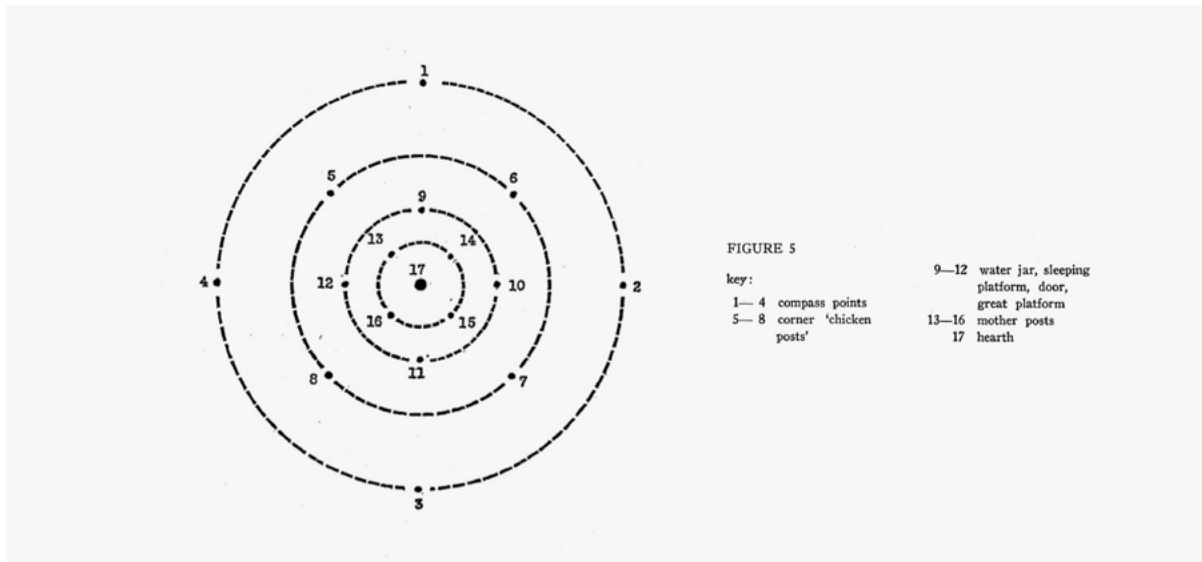 1
5
6
9
13
14
17
4
12
10
2
16
15
11
8
7
3
FIGURE 5
key:
1— 4 compass points
5— 8 corner ‘chicken
posts’
9—12 water jar, sleeping
platform, door,
great platform
13—16 mother posts
17 hearth